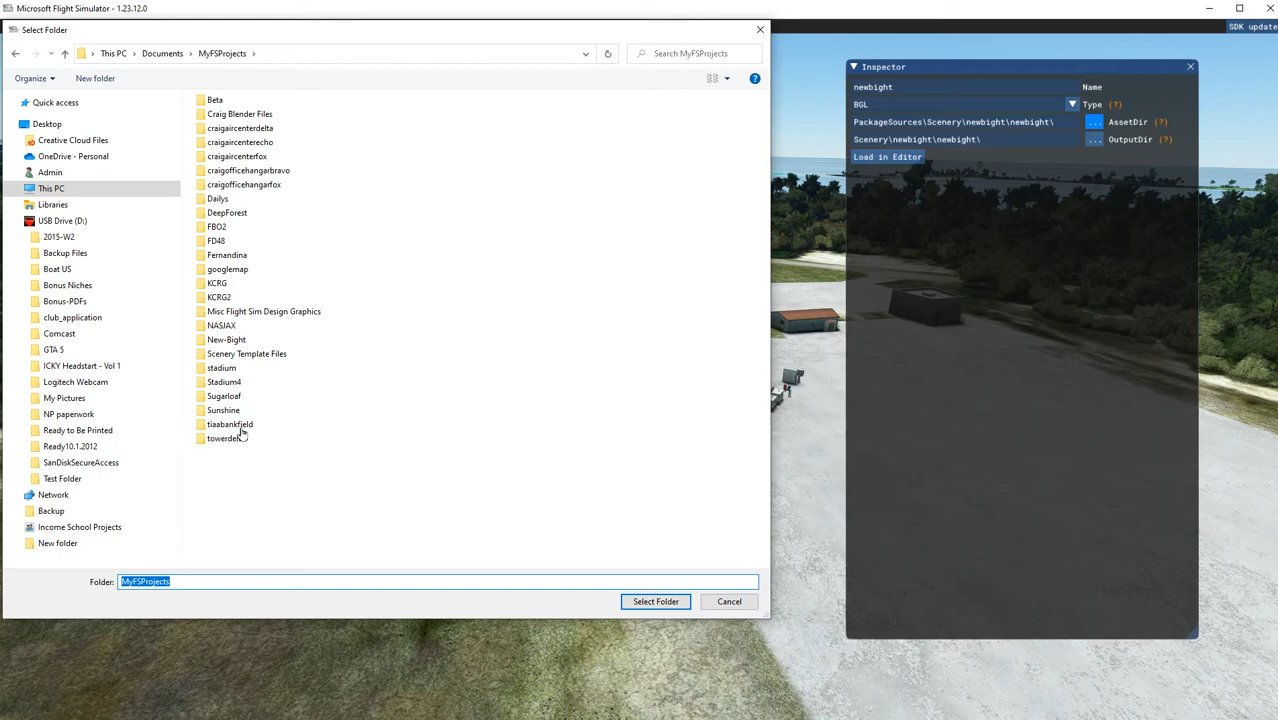 Microsoft Flight Simulator - 1.23.12.0
SDK update
Select Folder
This PC > Documents > MyFSProjects >
Search MyFSProjects
Organize
New folder
Quick access
Desktop
Creative Cloud Files
OneDrive - Personal
Admin
This PC
Libraries
USB Drive (D:)
2015-W2
Backup Files
Boat US
Bonus Niches
Bonus-PDFs
club_application
Comcast
GTA 5
ICKY Headstart - Vol 1
Logitech Webcam
My Pictures
NP paperwork
Ready to Be Printed
Ready10.1.2012
SanDiskSecureAccess
Test Folder
Network
Backup
Income School Projects
New folder
Beta
Craig Blender Files
craigaircenterdelta
craigaircenterecho
craigaircenterfox
craigofficehangarbravo
craigofficehangarfox
Dailys
DeepForest
FBO2
FD48
Fernandina
googlemap
KCRG
KCRG2
Misc Flight Sim Design Graphics
NASJAX
New-Bight
Scenery Template Files
stadium
Stadium4
Sugarloaf
Sunshine
tiaabankfield
Folder: MyFSProjects
Select Folder
Cancel
Inspector
newbight Name
BGL Type (?)
PackageSources\Scenery\newbight\newbight\ ... AssetDir (?)
Scenery\newbight\newbight\ ... OutputDir (?)
Load in Editor